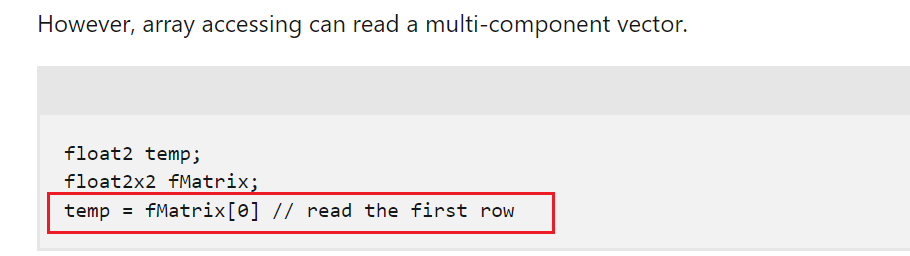 However, array accessing can read a multi-component vector.
float2 temp;
float2x2 fMatrix;
temp = fMatrix[0] // read the first row